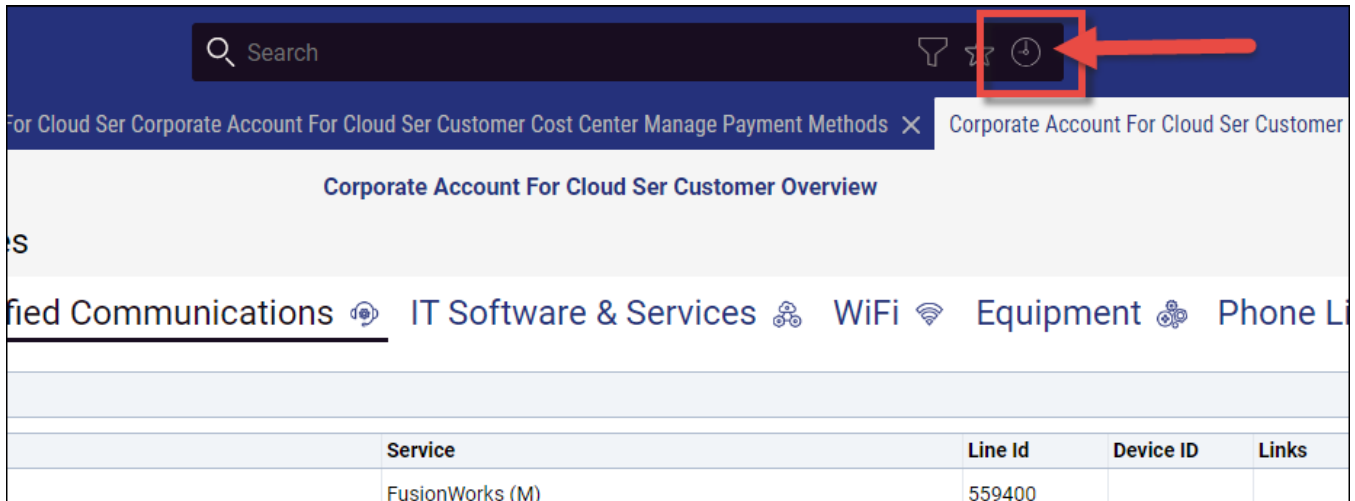 Search
For Cloud Ser Corporate Account For Cloud Ser Customer Cost Center Manage Payment Methods Corporate Account For Cloud Ser Customer
Corporate Account For Cloud Ser Customer Overview
es
fied Communications IT Software & Services WiFi Equipment Phone Li
Service Line Id Device ID Links
FusionWorks (M) 559400